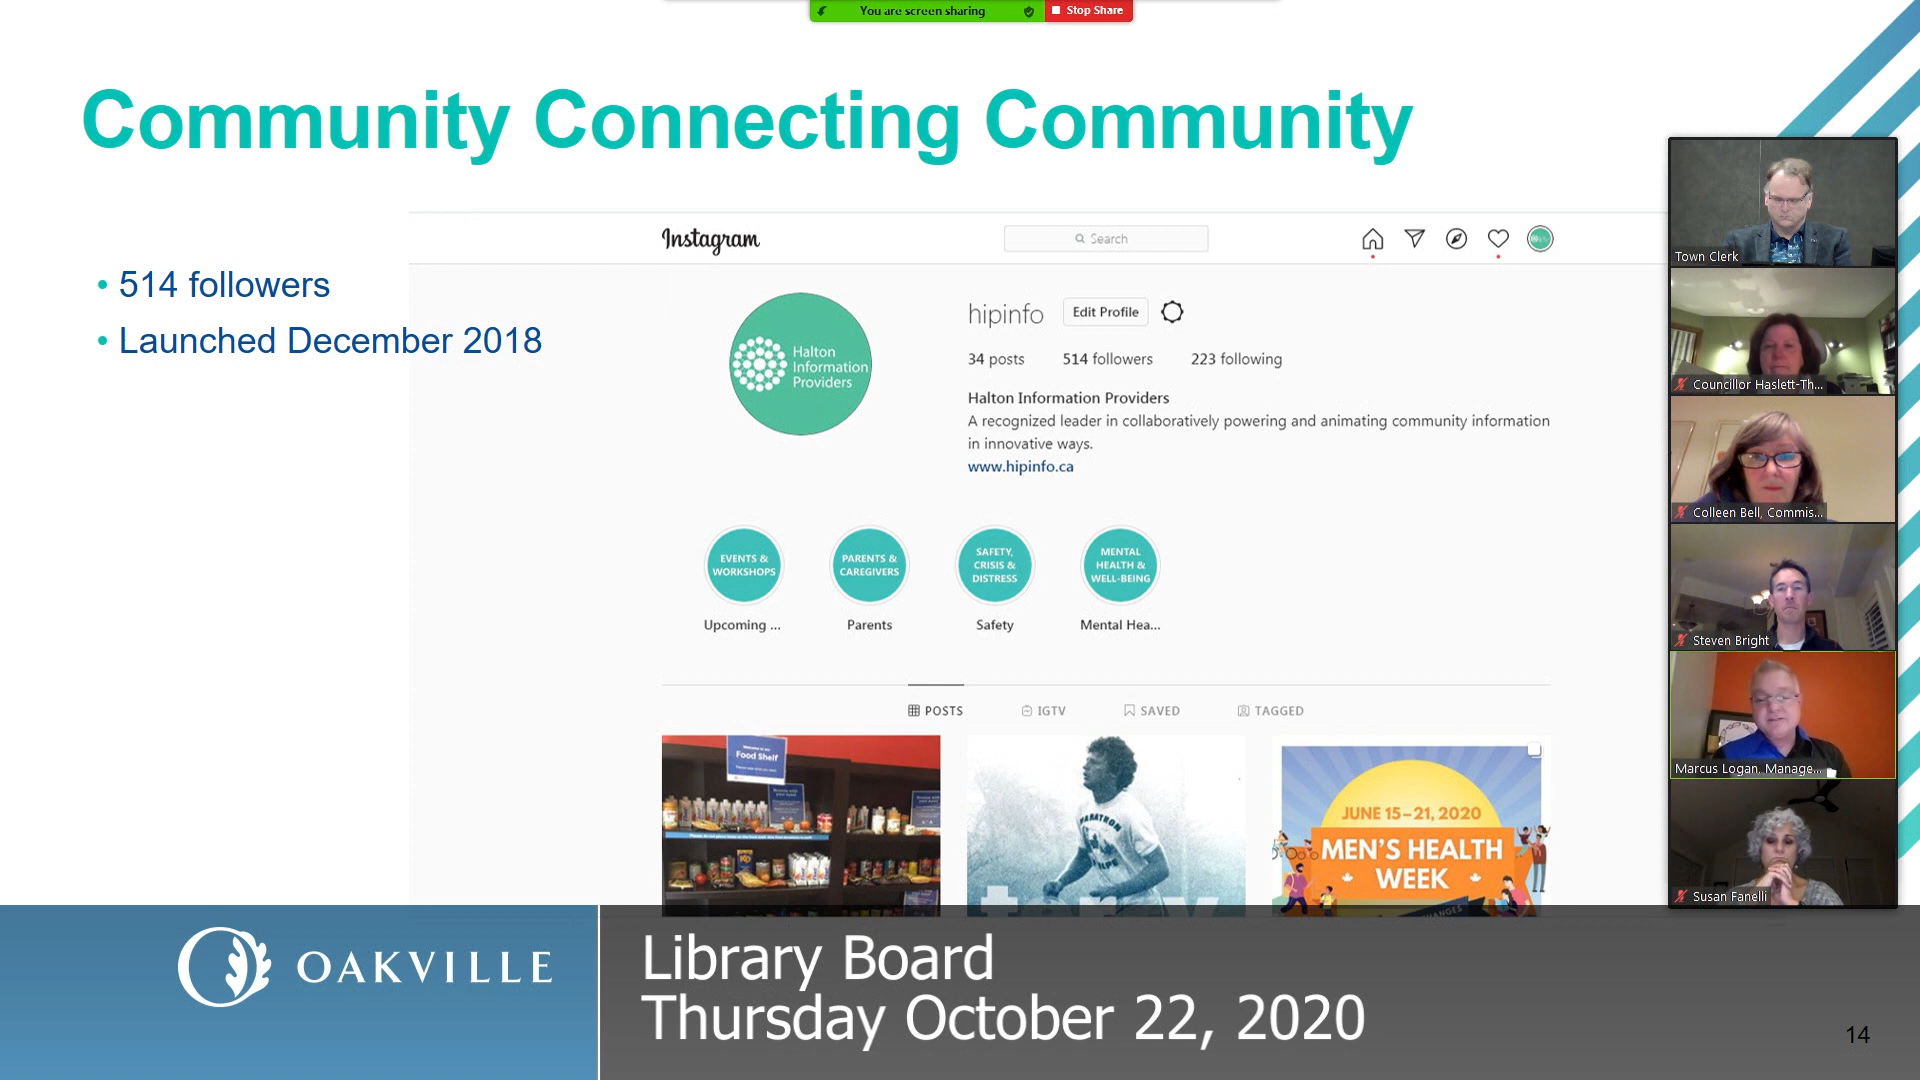 You are screen sharing
Stop Share
Community Connecting Community
• 514 followers
• Launched December 2018
Instagram
Search
hipinfo
Edit Profile
34 posts 514 followers 223 following
Halton Information Providers
A recognized leader in collaboratively powering and animating community information
in innovative ways.
www.hipinfo.ca
Halton
Information
Providers
EVENTS &
WORKSHOPS
PARENTS &
CAREGIVERS
SAFETY,
CRISIS &
DISTRESS
MENTAL
HEALTH &
WELL-BEING
Upcoming ...
Parents
Safety
Mental Hea...
POSTS
IGTV
SAVED
TAGGED
Food Shelf
MARATHON
HOPE
try
JUNE 15–21, 2020
MEN'S HEALTH
WEEK
Town Clerk
Councillor Haslett-Th...
Colleen Bell, Commis...
Steven Bright
Marcus Logan, Manage...
Susan Fanelli
OAKVILLE
Library Board
Thursday October 22, 2020
14